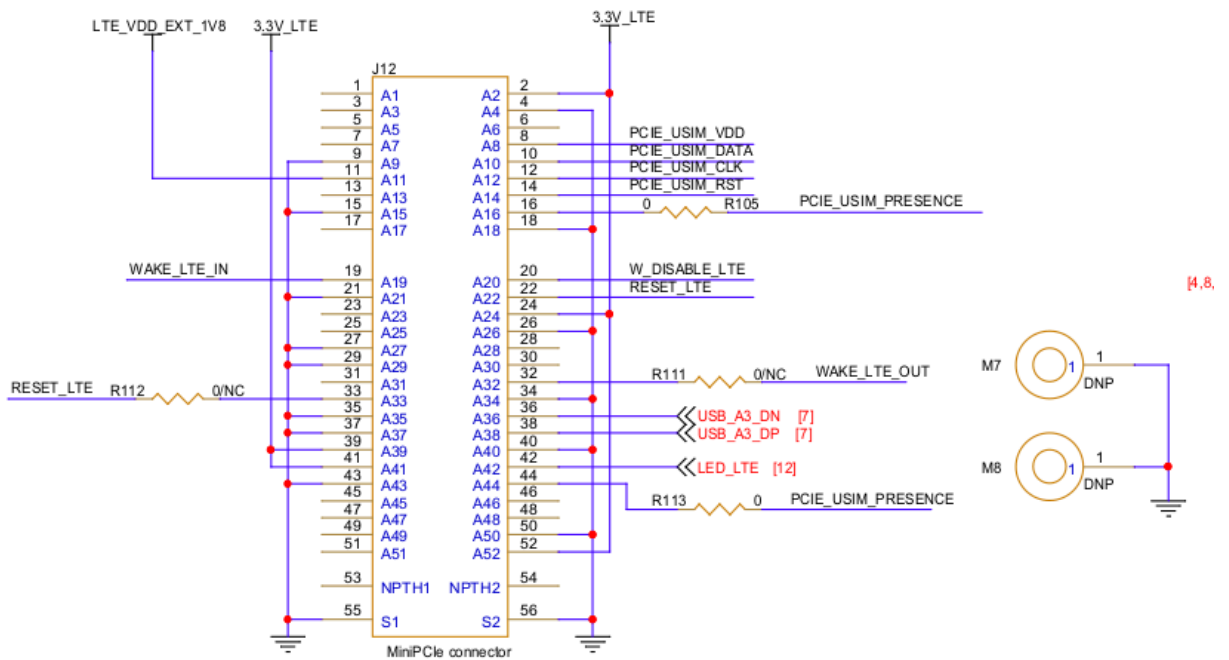 LTE_VDD_EXT_1V8 3.3V_LTE 3.3V_LTE
J12
1 A1 A2 2
3 A3 A4 4
5 A5 A6 6
7 A7 A8 8 PCIE_USIM_VDD
9 A9 A10 10 PCIE_USIM_DATA
11 A11 A12 12 PCIE_USIM_CLK
13 A13 A14 14 PCIE_USIM_RST
15 A15 A16 16 0 R105 PCIE_USIM_PRESENCE
17 A17 A18 18
WAKE_LTE_IN 19 A19 A20 20 W_DISABLE_LTE
21 A21 A22 22 RESET_LTE
[4,8,
23 A23 A24 24
25 A25 A26 26
27 A27 A28 28
29 A29 A30 30
31 A31 A32 32 R111 0/NC WAKE_LTE_OUT
RESET_LTE R112 0/NC 33 A33 A34 34
35 A35 A36 36 USB_A3_DN [7]
37 A37 A38 38 USB_A3_DP [7]
39 A39 A40 40
41 A41 A42 42 LED_LTE [12]
43 A43 A44 44
45 A45 A46 46 R113 0 PCIE_USIM_PRESENCE
47 A47 A48 48
49 A49 A50 50
51 A51 A52 52
53 NPTH1 NPTH2 54
55 S1 S2 56
MiniPCIe connector
M7 1 1
DNP
M8 1 1
DNP